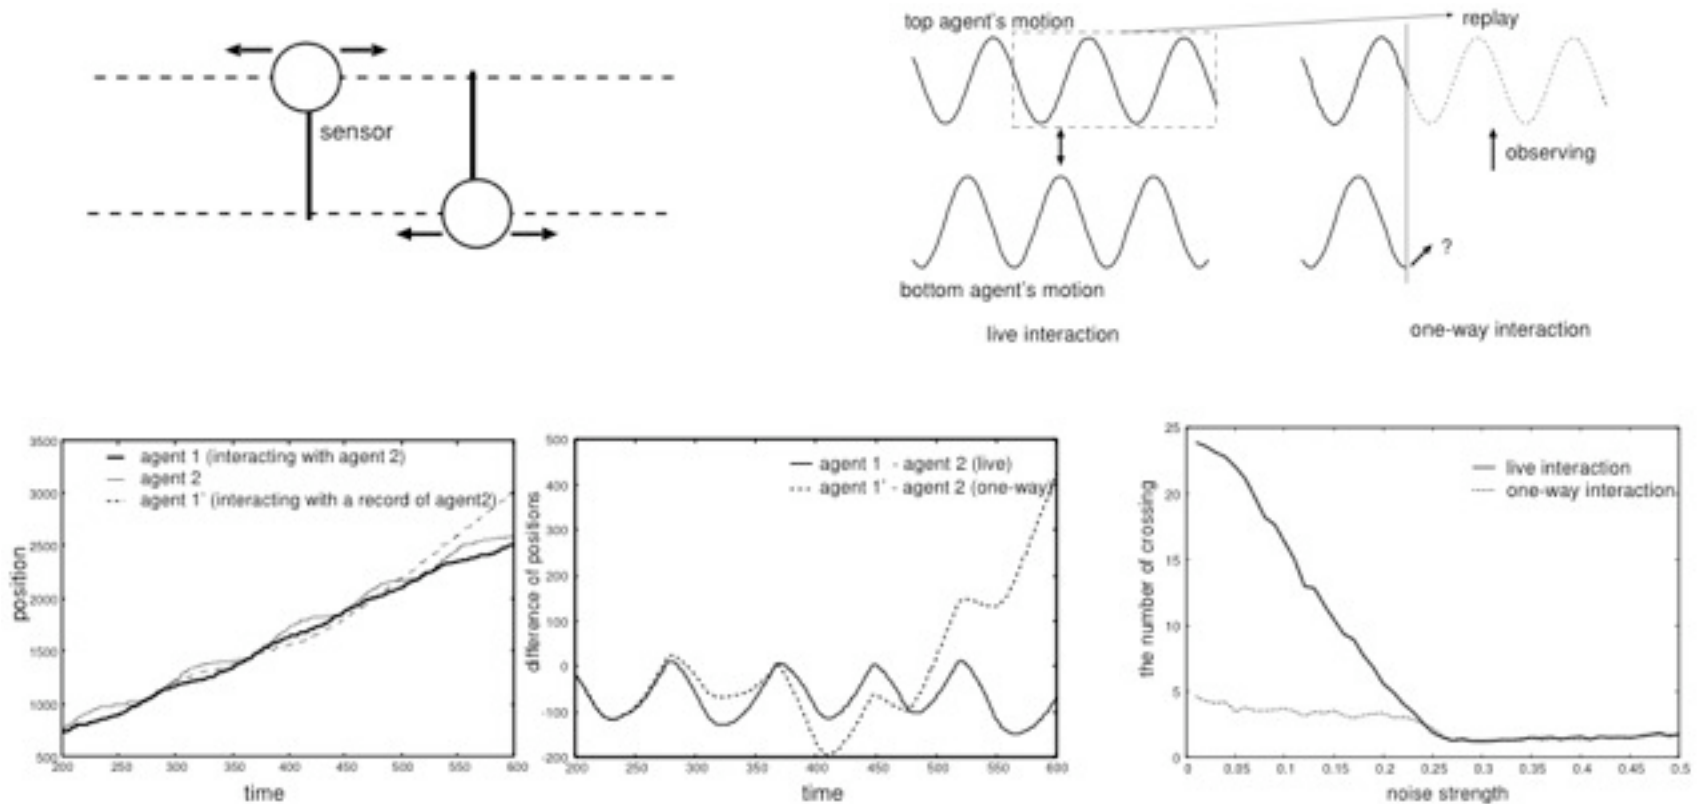 sensor
top agent's motion
replay
observing
?
bottom agent's motion
live interaction
one-way interaction
3500
3000
2500
2000
1500
1000
500
200
250
300
350
400
450
500
550
600
position
time
agent 1 (interacting with agent 2)
agent 2
agent 1' (interacting with a record of agent2)
500
400
300
200
100
0
-100
-200
200
250
300
350
400
450
500
550
600
difference of positions
time
agent 1 - agent 2 (live)
agent 1' - agent 2 (one-way)
25
20
15
10
5
0
0
0.05
0.1
0.15
0.2
0.25
0.3
0.35
0.4
0.45
0.5
the number of crossing
noise strength
live interaction
one-way interaction